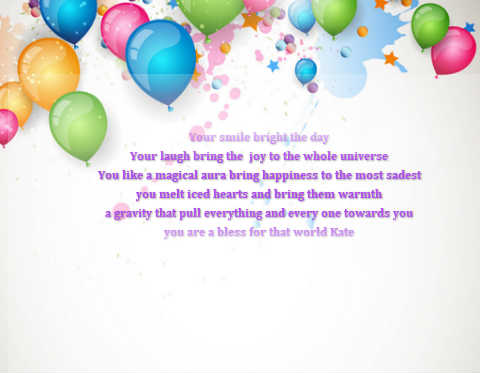 Your smile bright the day
Your laugh bring the joy to the whole universe
You like a magical aura bring happiness to the most sadest
you melt iced hearts and bring them warmth
a gravity that pull everything and every one towards you
you are a bless for that world Kate